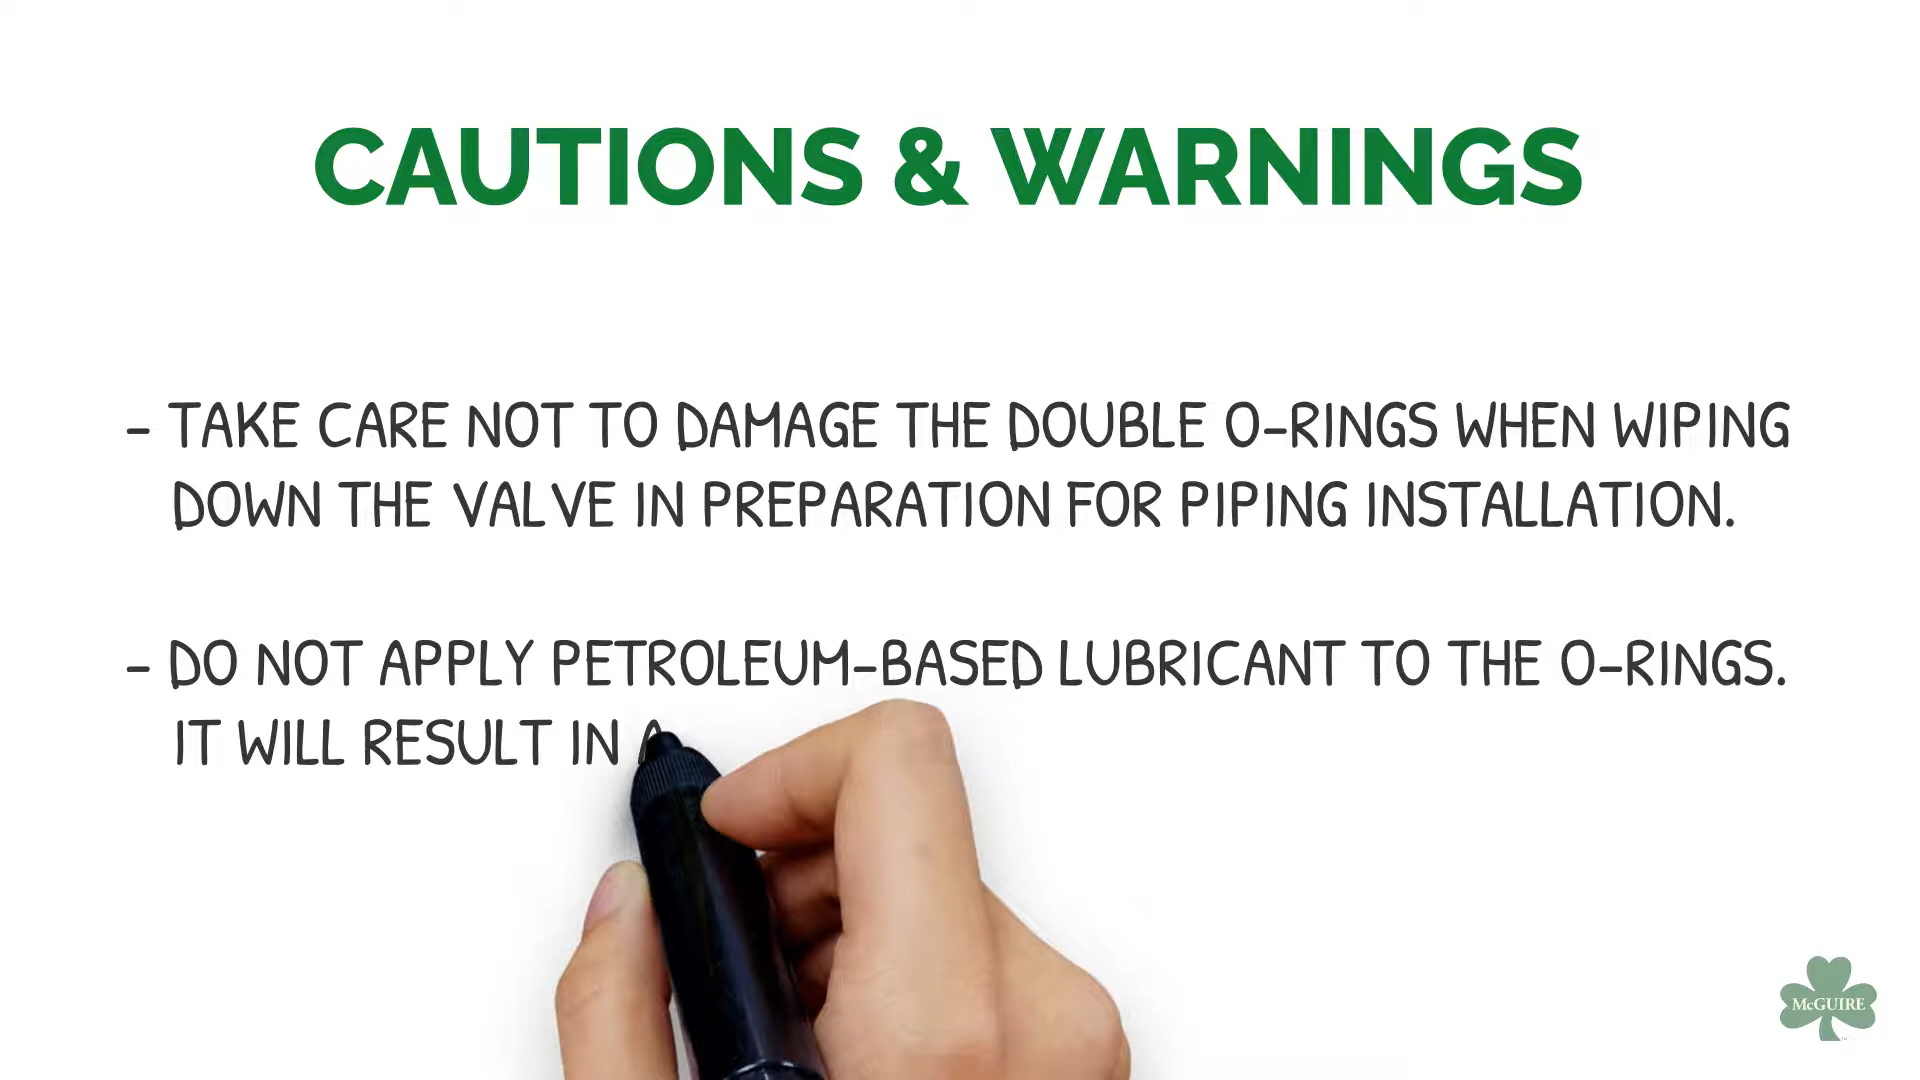 CAUTIONS & WARNINGS
- TAKE CARE NOT TO DAMAGE THE DOUBLE O-RINGS WHEN WIPING
DOWN THE VALVE IN PREPARATION FOR PIPING INSTALLATION.
- DO NOT APPLY PETROLEUM-BASED LUBRICANT TO THE O-RINGS.
IT WILL RESULT IN
McGUIRE